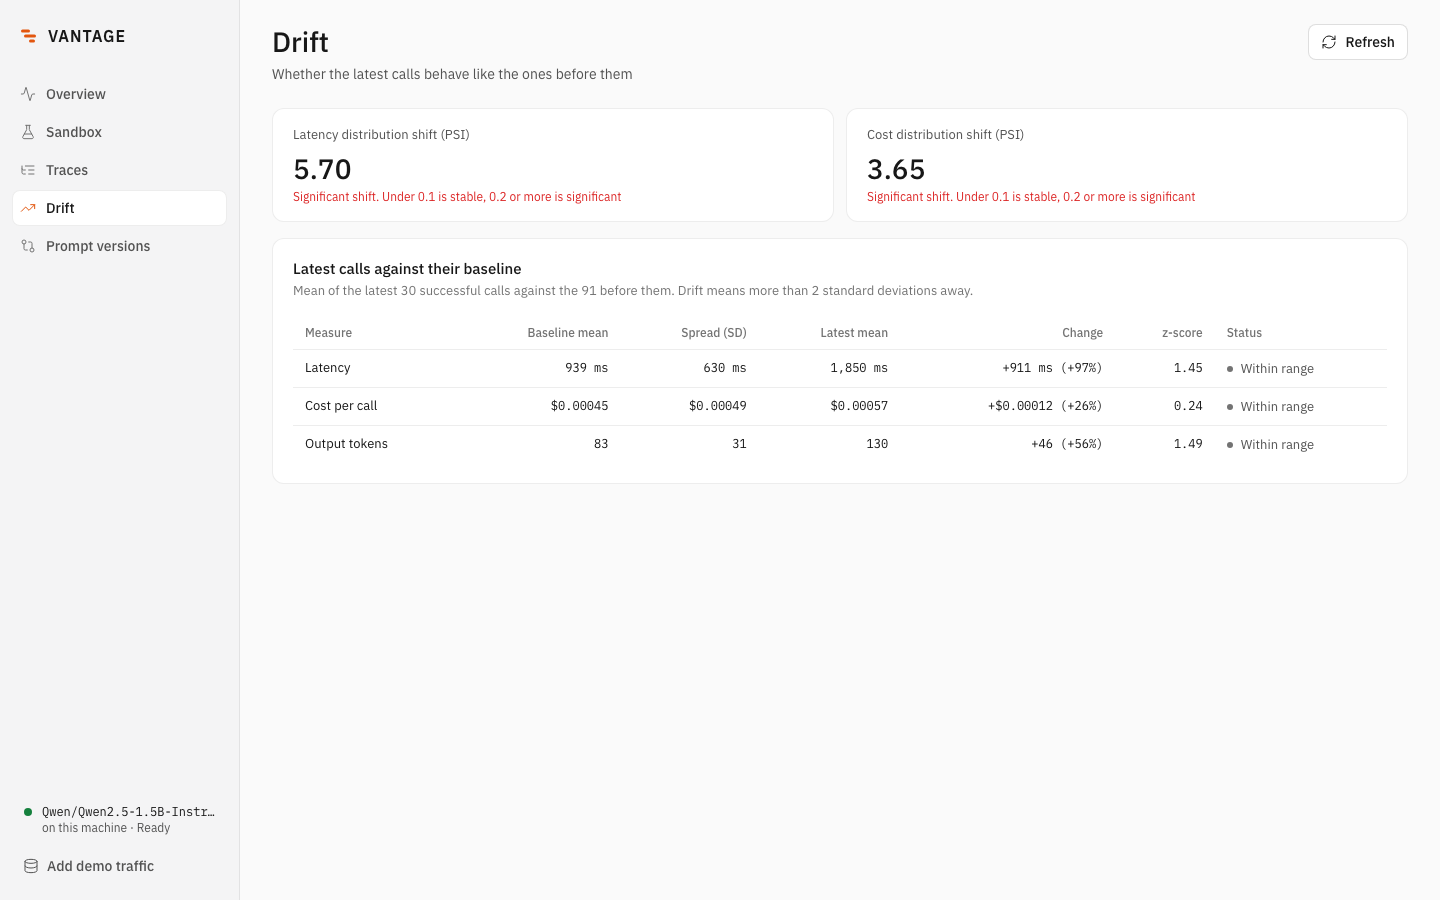 VANTAGE
Overview
Sandbox
Traces
Drift
Prompt versions
Qwen/Qwen2.5-1.5B-Instr…
on this machine · Ready
Add demo traffic
Drift
Whether the latest calls behave like the ones before them
Refresh
Latency distribution shift (PSI)
5.70
Significant shift. Under 0.1 is stable, 0.2 or more is significant
Cost distribution shift (PSI)
3.65
Significant shift. Under 0.1 is stable, 0.2 or more is significant
Latest calls against their baseline
Mean of the latest 30 successful calls against the 91 before them. Drift means more than 2 standard deviations away.
Measure Baseline mean Spread (SD) Latest mean Change z-score Status
Latency 939 ms 630 ms 1,850 ms +911 ms (+97%) 1.45 Within range
Cost per call $0.00045 $0.00049 $0.00057 +$0.00012 (+26%) 0.24 Within range
Output tokens 83 31 130 +46 (+56%) 1.49 Within range